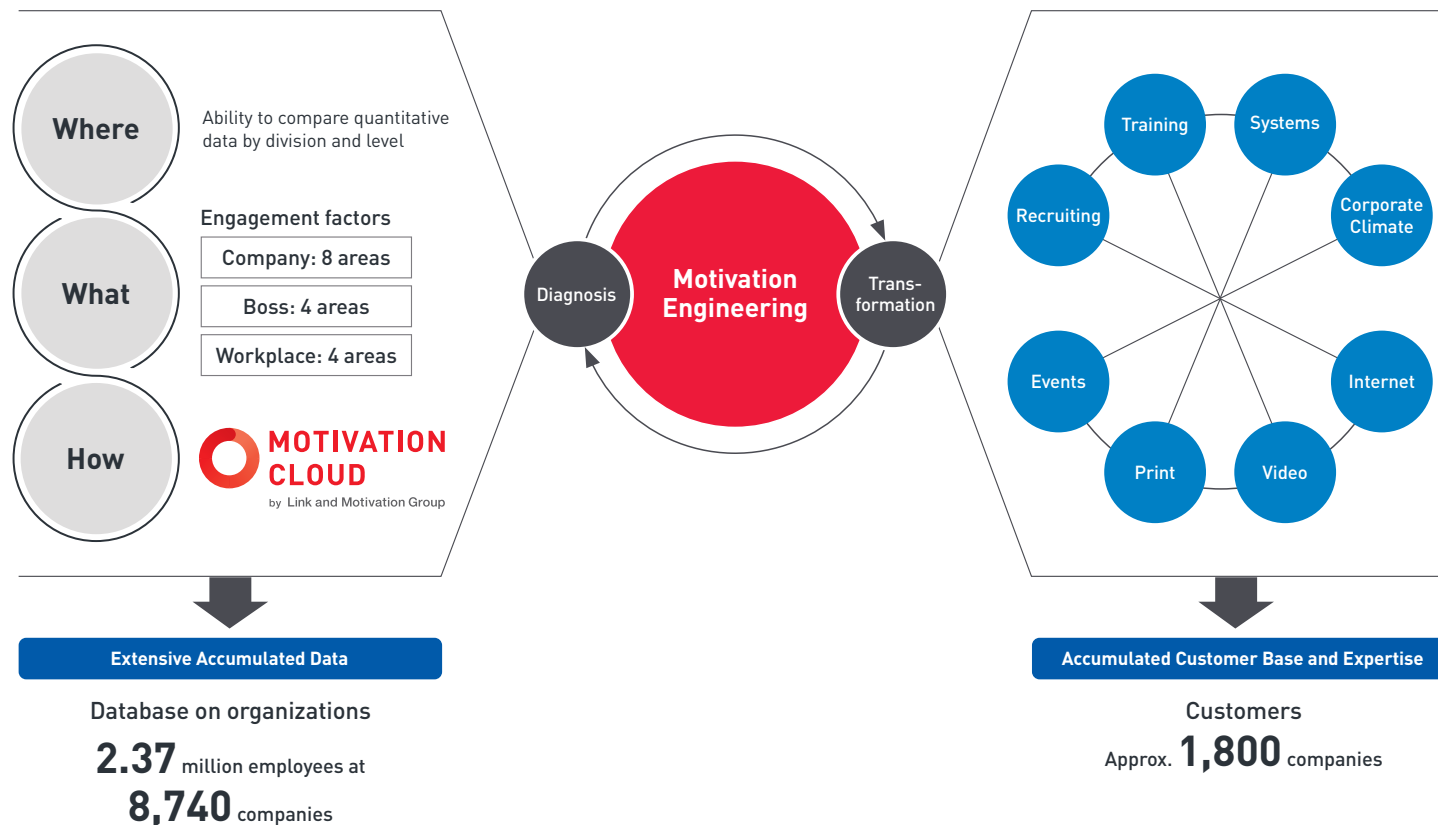 Where
Ability to compare quantitative
data by division and level
What
Engagement factors
Company: 8 areas
Boss: 4 areas
Workplace: 4 areas
How
MOTIVATION
CLOUD
by Link and Motivation Group
Diagnosis
Motivation
Engineering
Trans-
formation
Training
Systems
Recruiting
Corporate
Climate
Events
Internet
Print
Video
Extensive Accumulated Data
Database on organizations
2.37 million employees at
8,740 companies
Accumulated Customer Base and Expertise
Customers
Approx. 1,800 companies